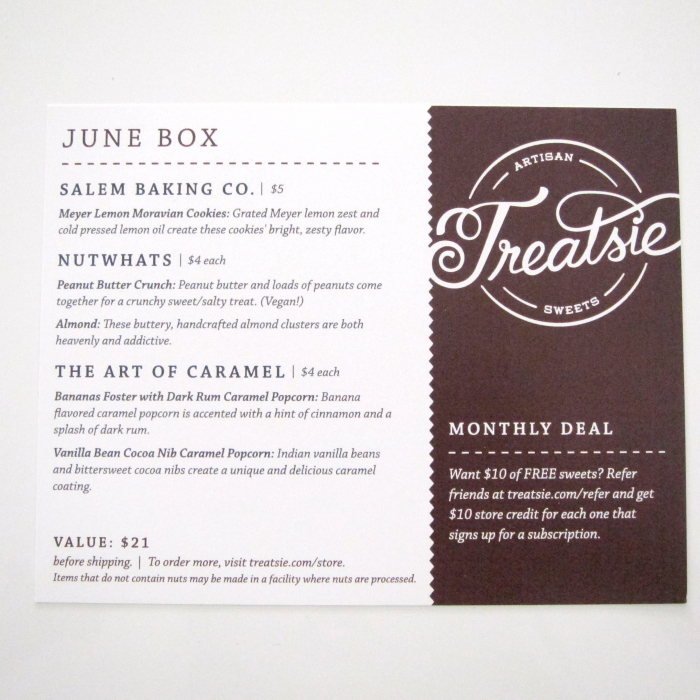 JUNE BOX
SALEM BAKING CO. | $5
Meyer Lemon Moravian Cookies: Grated Meyer lemon zest and
cold pressed lemon oil create these cookies' bright, zesty flavor.
NUTWHATS | $4 each
Peanut Butter Crunch: Peanut butter and loads of peanuts come
together for a crunchy sweet/salty treat. (Vegan!)
Almond: These buttery, handcrafted almond clusters are both
heavenly and addictive.
THE ART OF CARAMEL | $4 each
Bananas Foster with Dark Rum Caramel Popcorn: Banana
flavored caramel popcorn is accented with a hint of cinnamon and a
splash of dark rum.
Vanilla Bean Cocoa Nib Caramel Popcorn: Indian vanilla beans
and bittersweet cocoa nibs create a unique and delicious caramel
coating.
VALUE: $21
before shipping. | To order more, visit treatsie.com/store.
Items that do not contain nuts may be made in a facility where nuts are processed.
ARTISAN
Treatsie
SWEETS
MONTHLY DEAL
Want $10 of FREE sweets? Refer
friends at treatsie.com/refer and get
$10 store credit for each one that
signs up for a subscription.